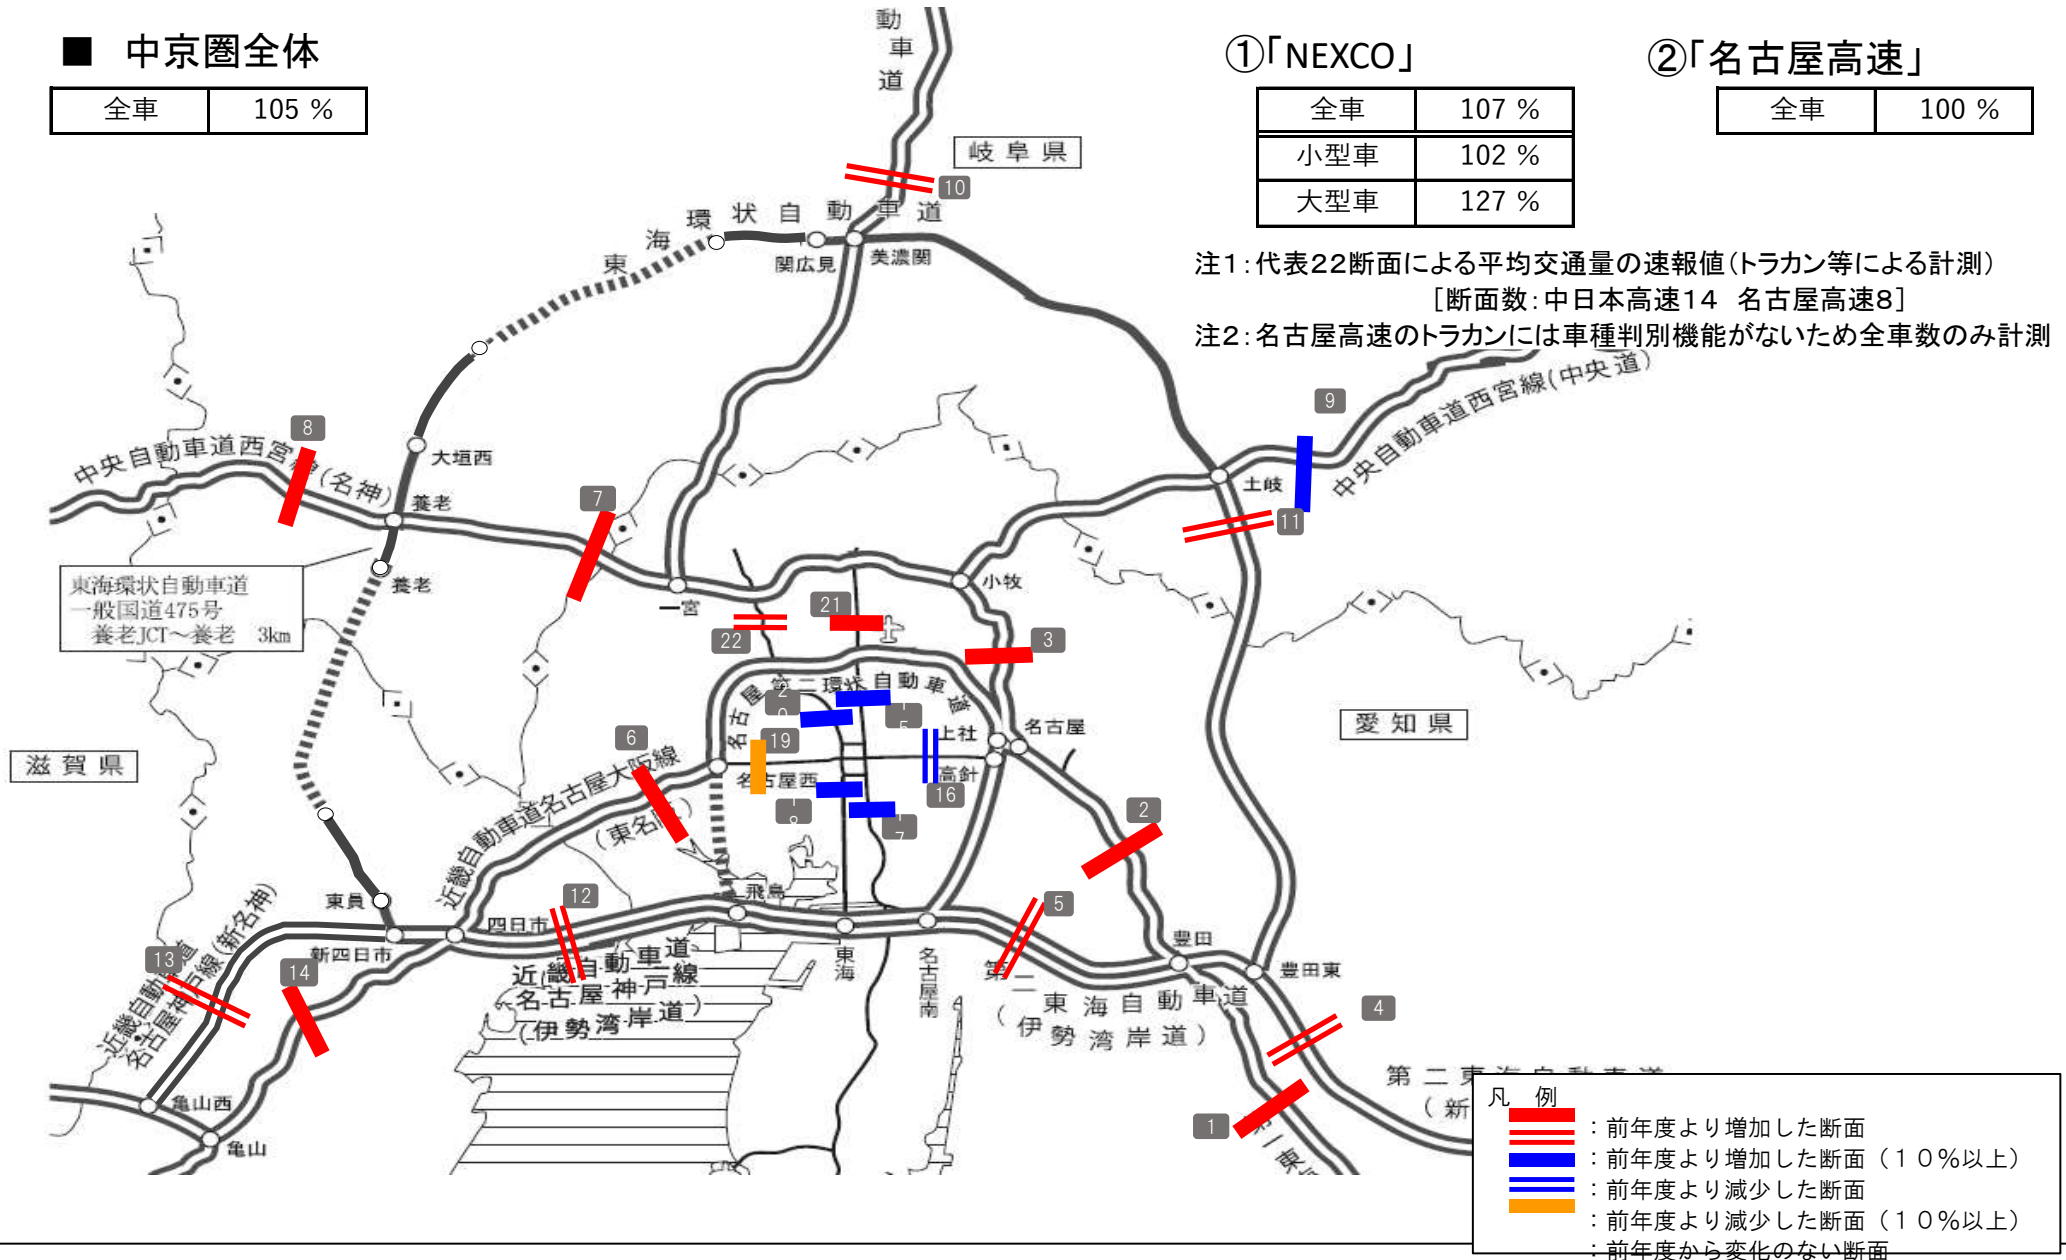 ■ 中京圏全体
全車 105 %
①「NEXCO」
全車 107 %
小型車 102 %
大型車 127 %
②「名古屋高速」
全車 100 %
注1：代表22断面による平均交通量の速報値（トラカン等による計測）
［断面数：中日本高速14　名古屋高速8］
注2：名古屋高速のトラカンには車種判別機能がないため全車数のみ計測
動車道
岐阜県
10
東海環状自動車道
関広見
美濃関
9
中央自動車道西宮線(中央道)
8
中央自動車道西宮線(名神)
大垣西
養老
7
土岐
11
養老
東海環状自動車道
一般国道475号
養老JCT～養老　3km
一宮
小牧
21
22
3
名古屋第二環状自動車道
20
15
上社
名古屋
愛知県
滋賀県
6
19
名古屋西
高針
16
18
17
2
近畿自動車道名古屋大阪線
(東名阪)
飛島
12
5
東員
四日市
新四日市
東海
名古屋南
豊田
豊田東
13
14
近畿自動車道
名古屋神戸線(新名神)
近畿自動車道
名古屋神戸線
(伊勢湾岸道)
第二東海自動車道
(伊勢湾岸道)
4
亀山西
亀山
1
第一東
第二東海自動車道
(新
凡　例
：前年度より増加した断面
：前年度より増加した断面（１０％以上）
：前年度より減少した断面
：前年度より減少した断面（１０％以上）
：前年度から変化のない断面